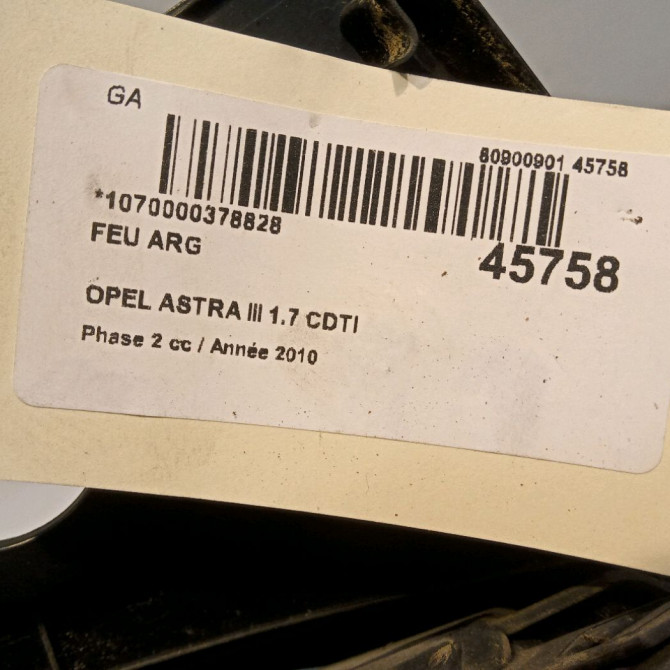 GA
80900901 45758
*1070000378828
FEU ARG
45758
OPEL ASTRA III 1.7 CDTI
Phase 2 cc / Année 2010